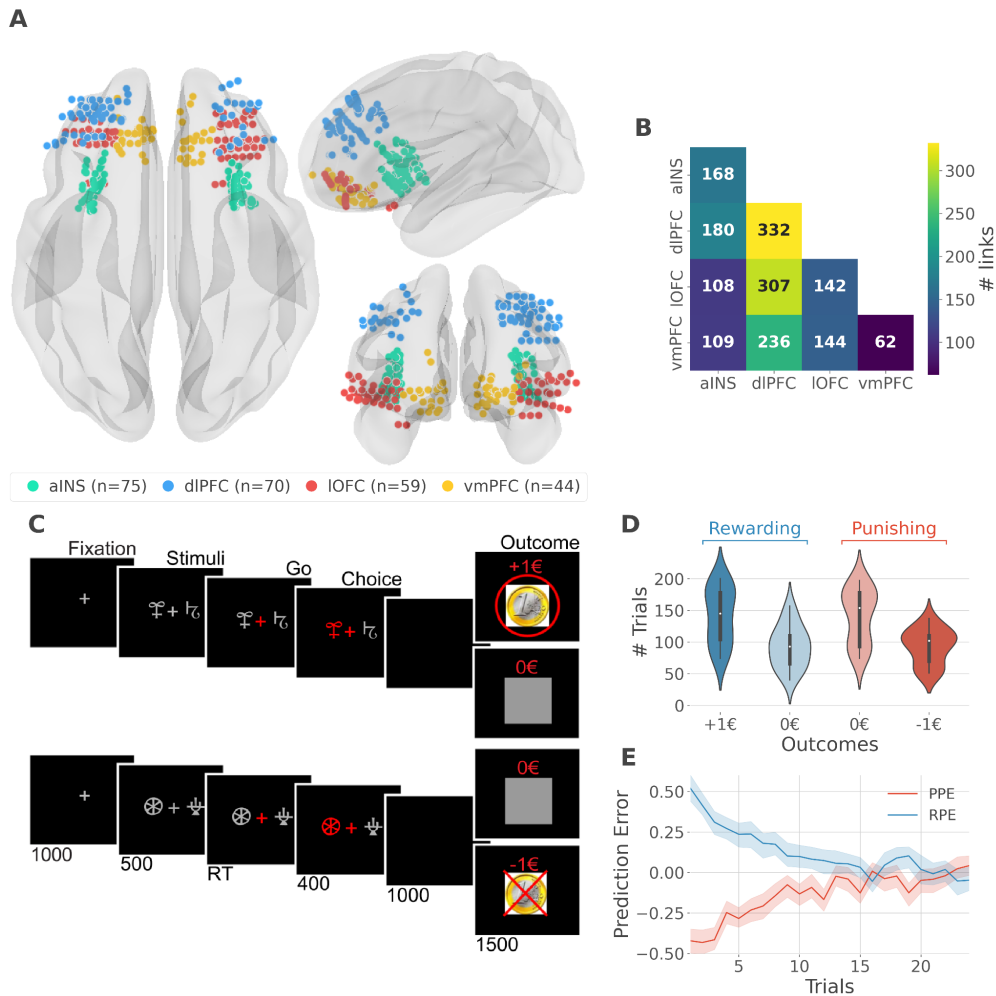 A
aINS (n=75) dlPFC (n=70) lOFC (n=59) vmPFC (n=44)
B
aINS 168
dlPFC 180 332
lOFC 108 307 142
vmPFC 109 236 144 62
aINS dlPFC lOFC vmPFC
300
250
200
150
100
# links
C
Fixation
Stimuli
Go
Choice
Outcome
+1€
0€
0€
-1€
1000
500
RT
400
1000
1500
D
Rewarding Punishing
# Trials
200
150
100
50
0
+1€ 0€ 0€ -1€
Outcomes
E
Prediction Error
0.50
0.25
0.00
−0.25
−0.50
PPE
RPE
5 10 15 20
Trials